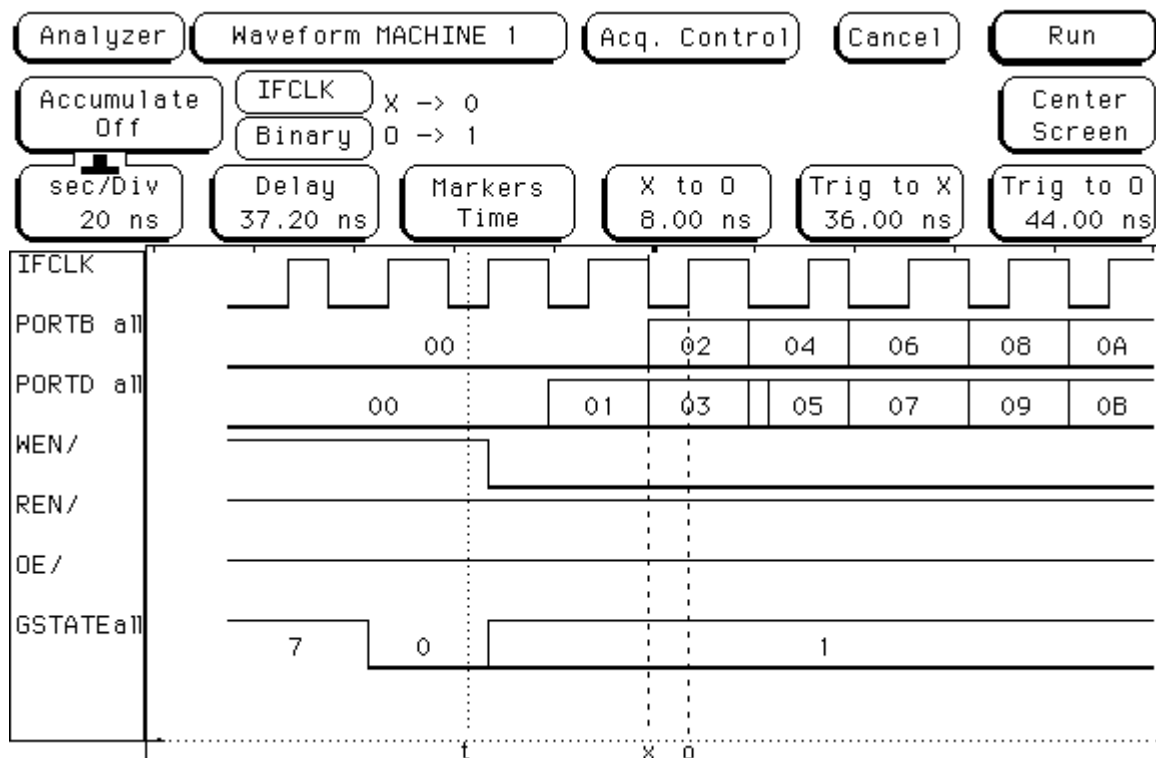 Analyzer Waveform MACHINE 1 Acq. Control Cancel Run
Accumulate Off
IFCLK X -> 0
Binary O -> 1
Center Screen
sec/Div 20 ns
Delay 37.20 ns
Markers Time
X to O 8.00 ns
Trig to X 36.00 ns
Trig to O 44.00 ns
IFCLK
PORTB all 00 02 04 06 08 0A
PORTD all 00 01 03 05 07 09 0B
WEN/
REN/
OE/
GSTATEall 7 0 1
t x o